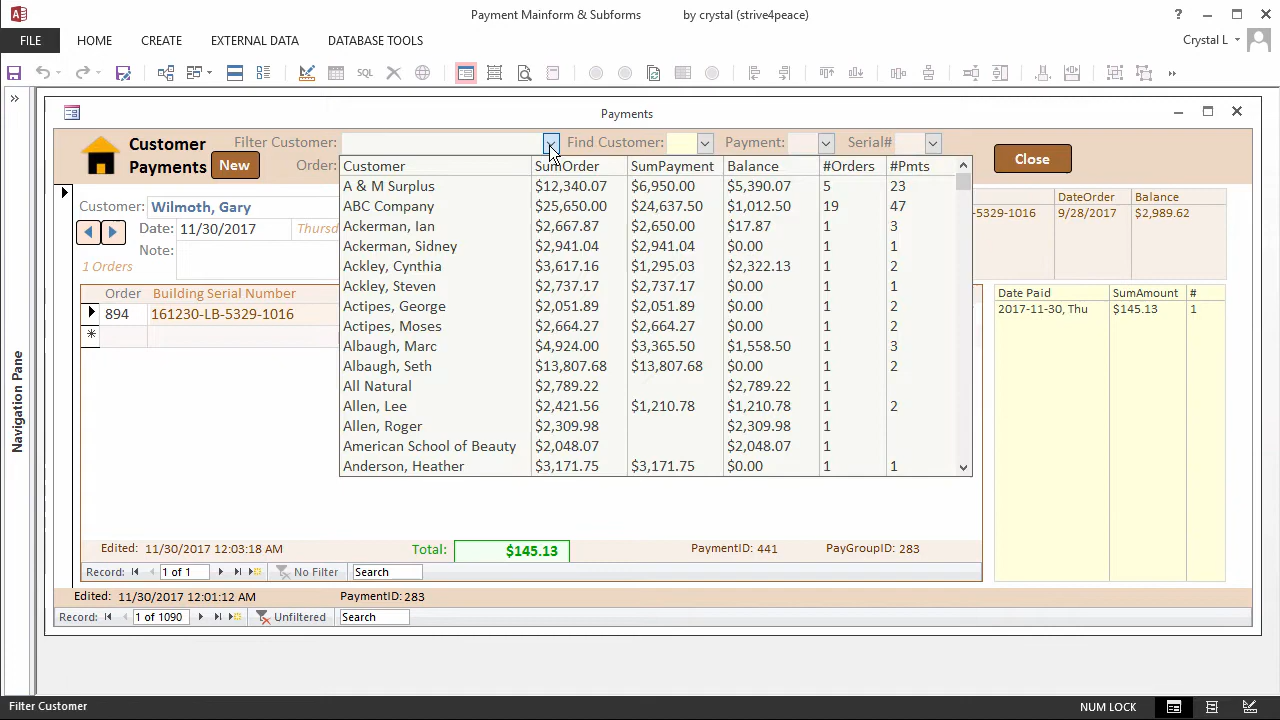 Payment Mainform & Subforms by crystal (strive4peace)
?
FILE HOME CREATE EXTERNAL DATA DATABASE TOOLS Crystal L
SQL
»
Payments
Customer Payments
New
Filter Customer: Find Customer: Payment: Serial#
Order:
Close
Customer: Wilmoth, Gary
Date: 11/30/2017 Thursd
Note:
1 Orders
Customer SumOrder SumPayment Balance #Orders #Pmts
A & M Surplus $12,340.07 $6,950.00 $5,390.07 5 23
ABC Company $25,650.00 $24,637.50 $1,012.50 19 47
Ackerman, Ian $2,667.87 $2,650.00 $17.87 1 3
Ackerman, Sidney $2,941.04 $2,941.04 $0.00 1 1
Ackley, Cynthia $3,617.16 $1,295.03 $2,322.13 1 2
Ackley, Steven $2,737.17 $2,737.17 $0.00 1 1
Actipes, George $2,051.89 $2,051.89 $0.00 1 2
Actipes, Moses $2,664.27 $2,664.27 $0.00 1 2
Albaugh, Marc $4,924.00 $3,365.50 $1,558.50 1 3
Albaugh, Seth $13,807.68 $13,807.68 $0.00 1 2
All Natural $2,789.22 $2,789.22 1
Allen, Lee $2,421.56 $1,210.78 $1,210.78 1 2
Allen, Roger $2,309.98 $2,309.98 1
American School of Beauty $2,048.07 $2,048.07 1
Anderson, Heather $3,171.75 $3,171.75 $0.00 1 1
DateOrder Balance
-5329-1016 9/28/2017 $2,989.62
Order Building Serial Number
894 161230-LB-5329-1016
Date Paid SumAmount #
2017-11-30, Thu $145.13 1
Navigation Pane
Edited: 11/30/2017 12:03:18 AM Total: $145.13 PaymentID: 441 PayGroupID: 283
Record: 1 of 1 No Filter Search
Edited: 11/30/2017 12:01:12 AM PaymentID: 283
Record: 1 of 1090 Unfiltered Search
Filter Customer NUM LOCK